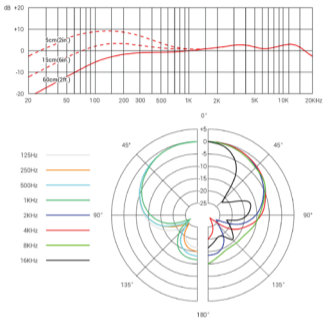 dB +20
+10
0
-10
-20
5cm(2in.)
15cm(6in.)
60cm(2ft.)
20 50 100 200 300 500 1K 2K 5K 10K 20KHz
0°
45° 45°
90° 90°
135° 135°
180°
+5
0
-5
-10
-15
-20
-25
125Hz
250Hz
500Hz
1KHz
2KHz
4KHz
8KHz
16KHz